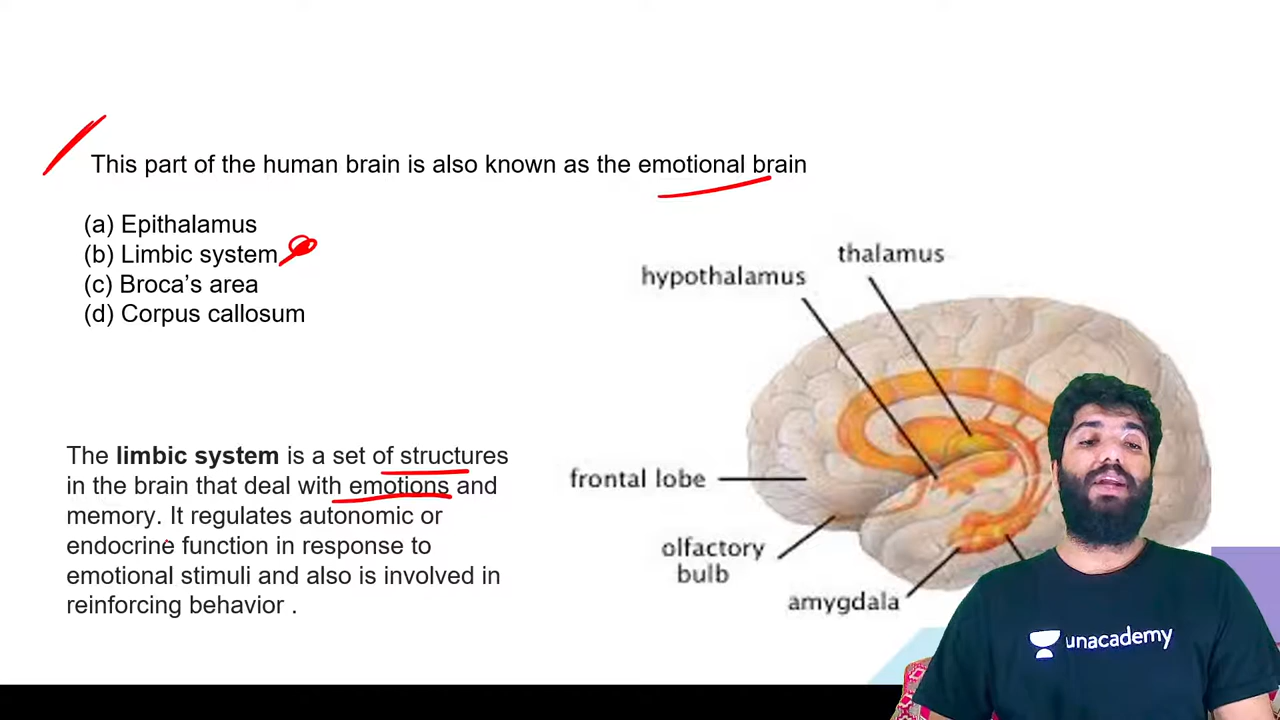 This part of the human brain is also known as the emotional brain
(a) Epithalamus
(b) Limbic system
(c) Broca's area
(d) Corpus callosum
thalamus
hypothalamus
frontal lobe
olfactory
bulb
amygdala
The limbic system is a set of structures
in the brain that deal with emotions and
memory. It regulates autonomic or
endocrine function in response to
emotional stimuli and also is involved in
reinforcing behavior .
unacademy